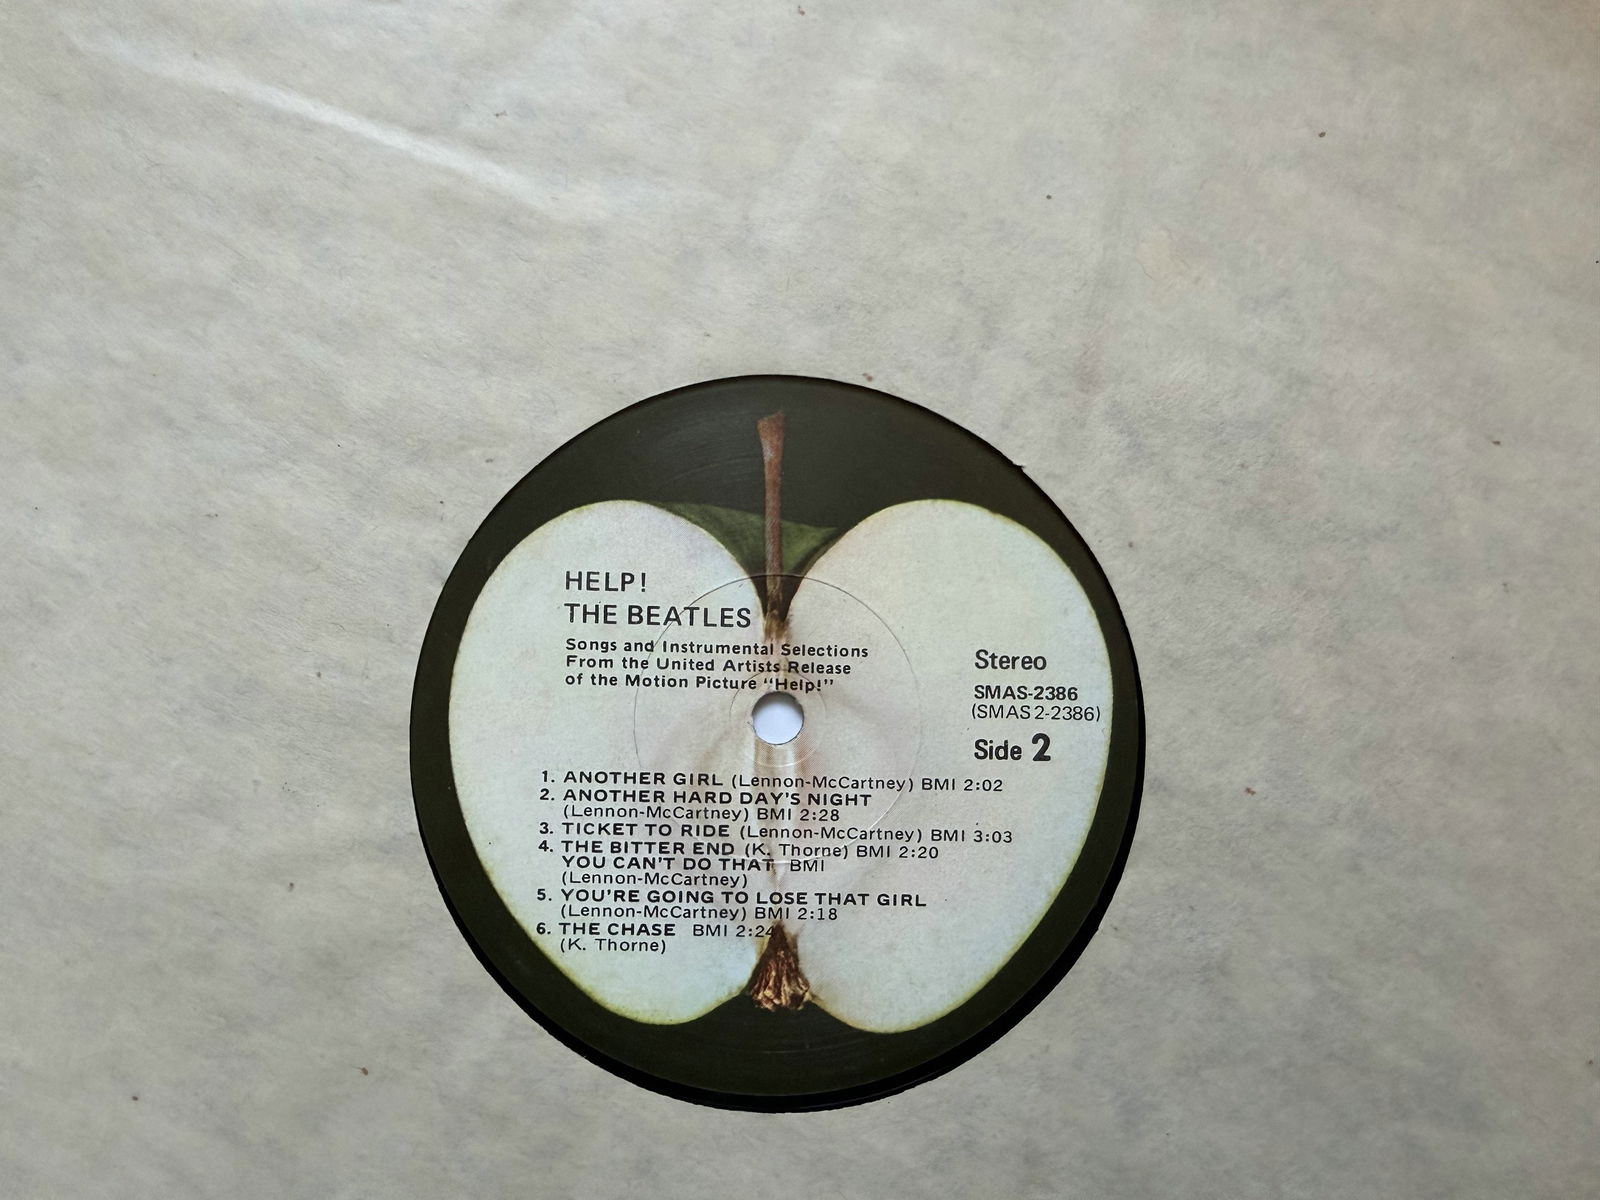 HELP!
THE BEATLES
Songs and Instrumental Selections
From the United Artists Release
of the Motion Picture "Help!"
Stereo
SMAS-2386
(SMAS 2-2386)
Side 2
1. ANOTHER GIRL (Lennon-McCartney) BMI 2:02
2. ANOTHER HARD DAY'S NIGHT
(Lennon-McCartney) BMI 2:28
3. TICKET TO RIDE (Lennon-McCartney) BMI 3:03
4. THE BITTER END (K. Thorne) BMI 2:20
YOU CAN'T DO THAT BMI
(Lennon-McCartney)
5. YOU'RE GOING TO LOSE THAT GIRL
(Lennon-McCartney) BMI 2:18
6. THE CHASE BMI 2:24
(K. Thorne)